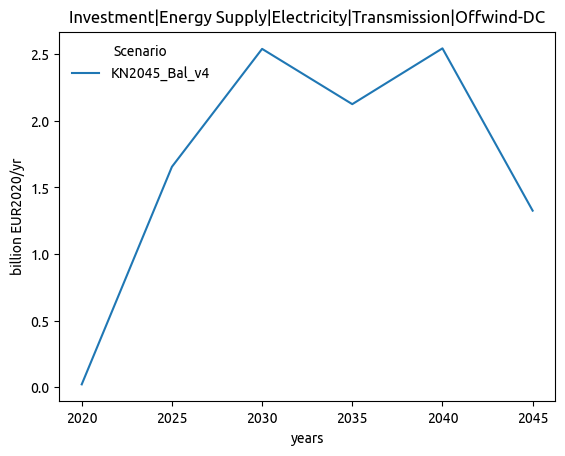 Investment|Energy Supply|Electricity|Transmission|Offwind-DC
Scenario
KN2045_Bal_v4
billion EUR2020/yr
2.5
2.0
1.5
1.0
0.5
0.0
2020 2025 2030 2035 2040 2045
years